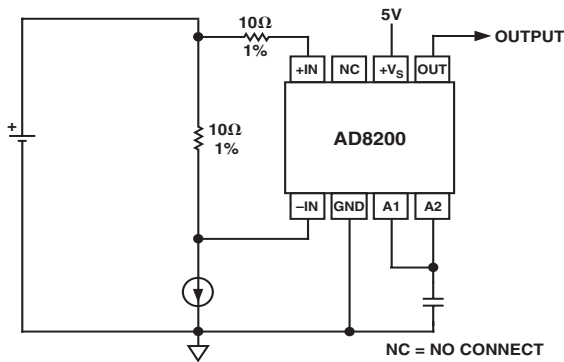 10Ω
1%
5V
OUTPUT
+IN
NC
+VS
OUT
+
10Ω
1%
AD8200
–IN
GND
A1
A2
NC = NO CONNECT